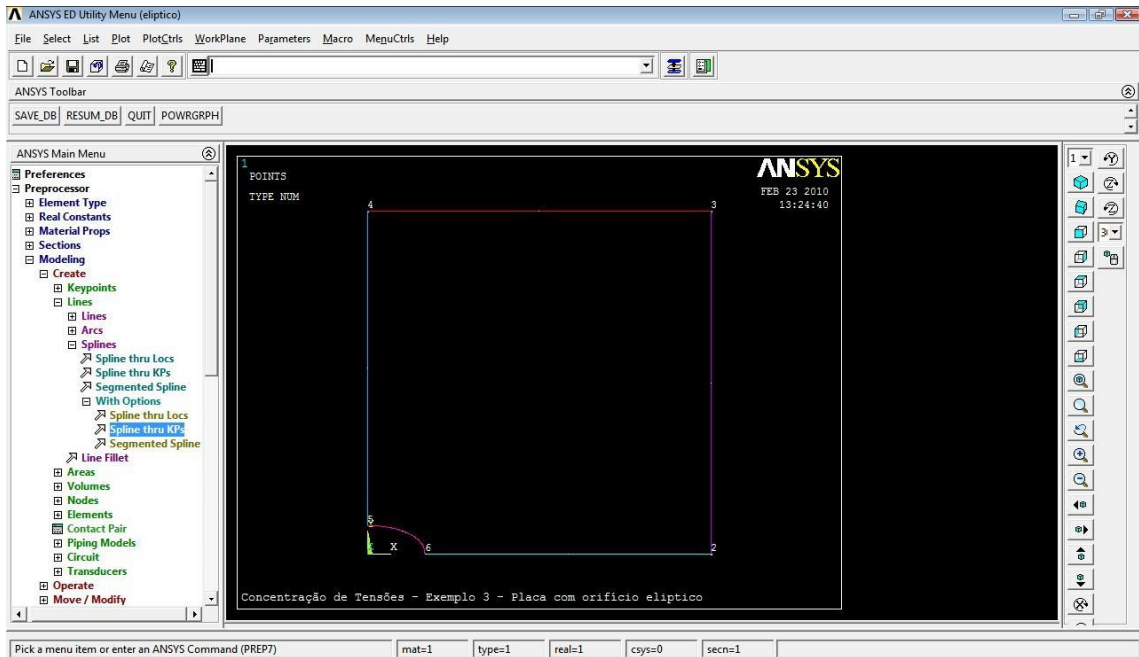 ANSYS ED Utility Menu (eliptico)
File Select List Plot PlotCtrls WorkPlane Parameters Macro MenuCtrls Help
ANSYS Toolbar
SAVE_DB RESUM_DB QUIT POWRGRPH
ANSYS Main Menu
Preferences
Preprocessor
Element Type
Real Constants
Material Props
Sections
Modeling
Create
Keypoints
Lines
Lines
Arcs
Splines
Spline thru Locs
Spline thru KPs
Segmented Spline
With Options
Spline thru Locs
Spline thru KPs
Segmented Spline
Line Fillet
Areas
Volumes
Nodes
Elements
Contact Pair
Piping Models
Circuit
Transducers
Operate
Move / Modify
1
POINTS
TYPE NUM
ANSYS
FEB 23 2010
13:24:40
4
3
5
X
6
2
Concentração de Tensões - Exemplo 3 - Placa com orifício eliptico
1
Pick a menu item or enter an ANSYS Command (PREP7)
mat=1
type=1
real=1
csys=0
secn=1